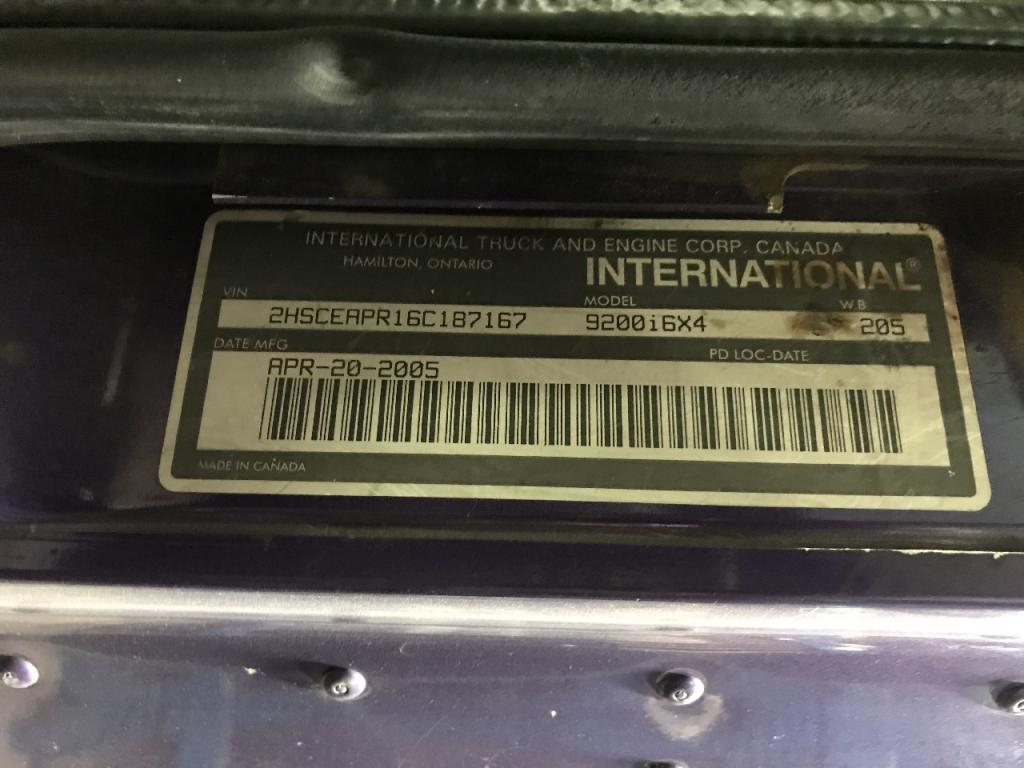 INTERNATIONAL TRUCK AND ENGINE CORP. CANADA
HAMILTON, ONTARIO
INTERNATIONAL®
VIN MODEL WB
2HSCEAPR16C187167 9200i6X4 205
DATE MFG PD LOC-DATE
APR-20-2005
MADE IN CANADA